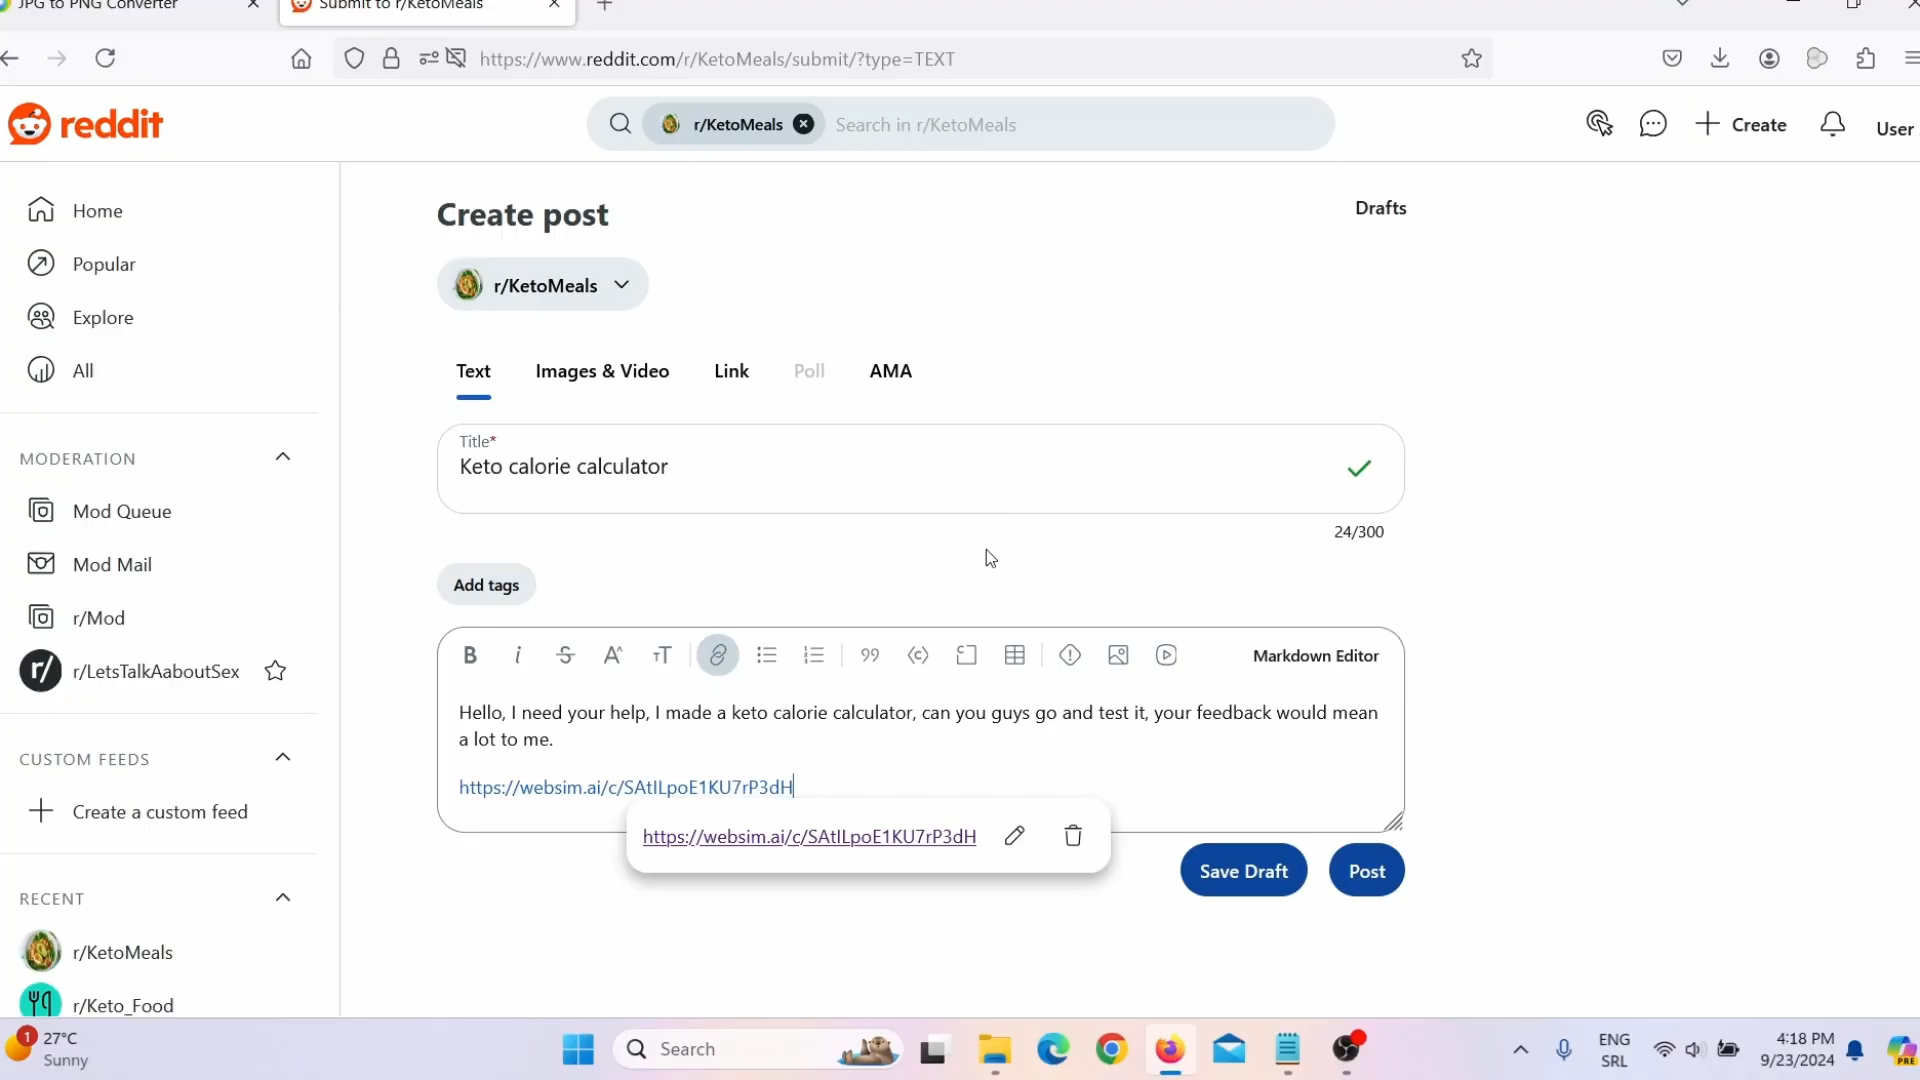 JPG to PNG Converter
Submit to r/KetoMeals
https://www.reddit.com/r/KetoMeals/submit/?type=TEXT
reddit
r/KetoMeals
Search in r/KetoMeals
Create
User
Home
Popular
Explore
All
MODERATION
Mod Queue
Mod Mail
r/Mod
r/
r/LetsTalkAaboutSex
CUSTOM FEEDS
Create a custom feed
RECENT
r/KetoMeals
r/Keto_Food
Create post
Drafts
r/KetoMeals
Text
Images & Video
Link
Poll
AMA
Title*
Keto calorie calculator
24/300
Add tags
Markdown Editor
Hello, I need your help, I made a keto calorie calculator, can you guys go and test it, your feedback would mean
a lot to me.
https://websim.ai/c/SAtILpoE1KU7rP3dH
https://websim.ai/c/SAtILpoE1KU7rP3dH
Save Draft
Post
1
27°C
Sunny
Search
ENG
SRL
4:18 PM
9/23/2024
PRE